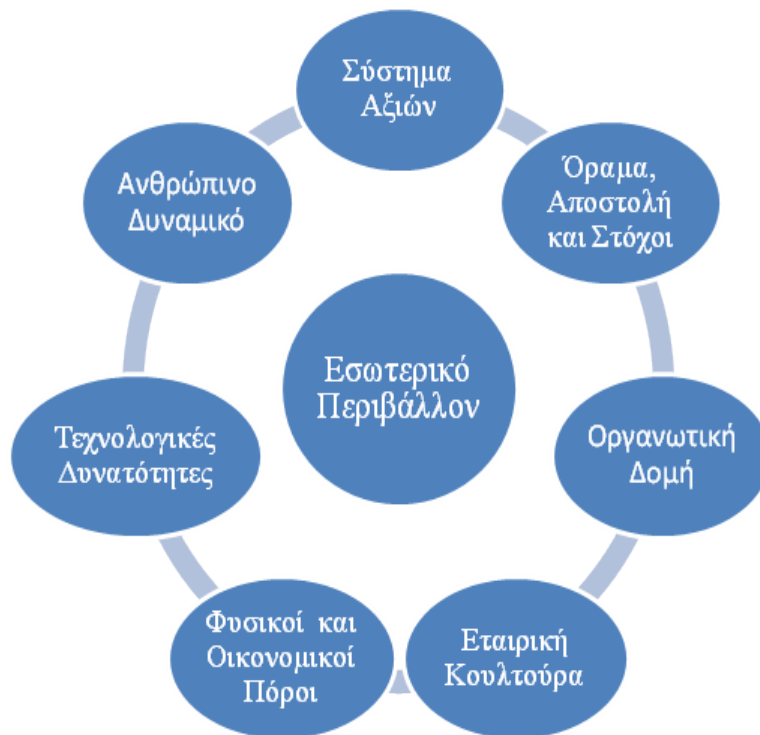 Σύστημα
Αξιών
Όραμα,
Αποστολή
και Στόχοι
Οργανωτική
Δομή
Εταιρική
Κουλτούρα
Φυσικοί και
Οικονομικοί
Πόροι
Τεχνολογικές
Δυνατότητες
Ανθρώπινο
Δυναμικό
Εσωτερικό
Περιβάλλον